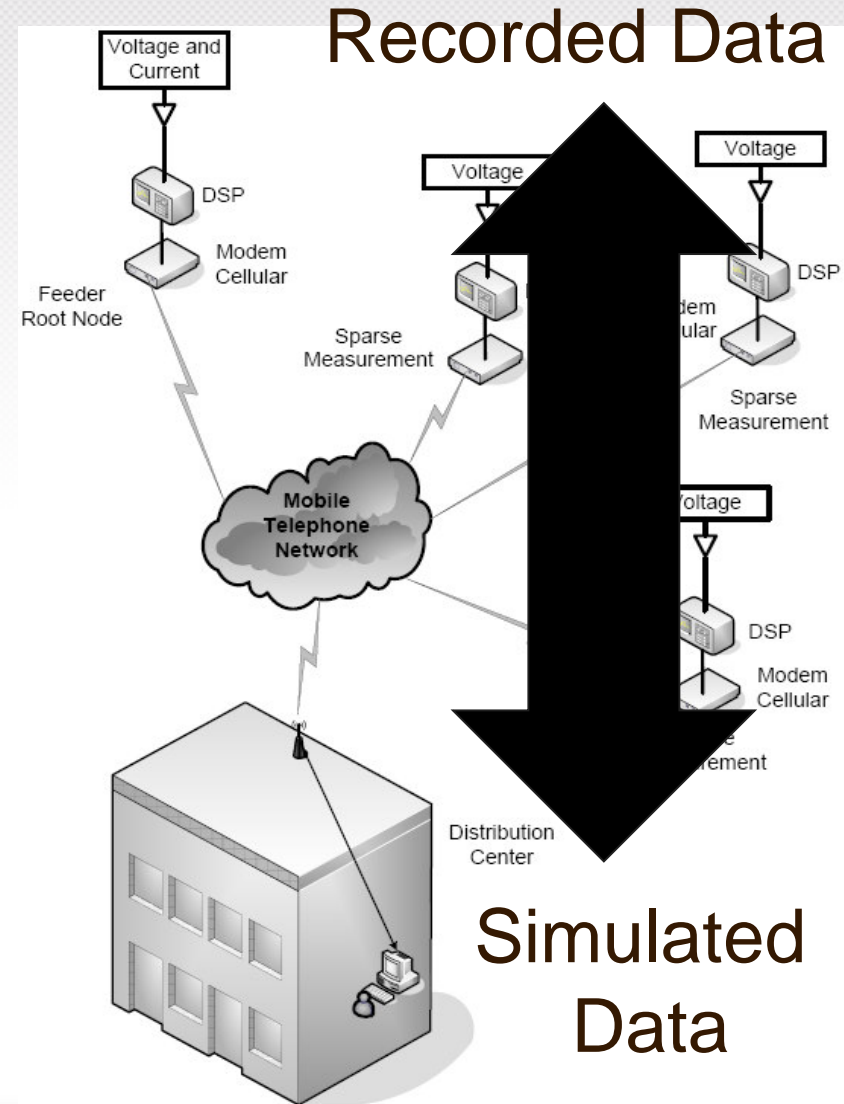 Recorded Data
Voltage and
Current
DSP
Modem
Cellular
Feeder
Root Node
Voltage
Sparse
Measurement
Voltage
DSP
Sparse
Measurement
Mobile
Telephone
Network
DSP
Modem
Cellular
Distribution
Center
Simulated
Data